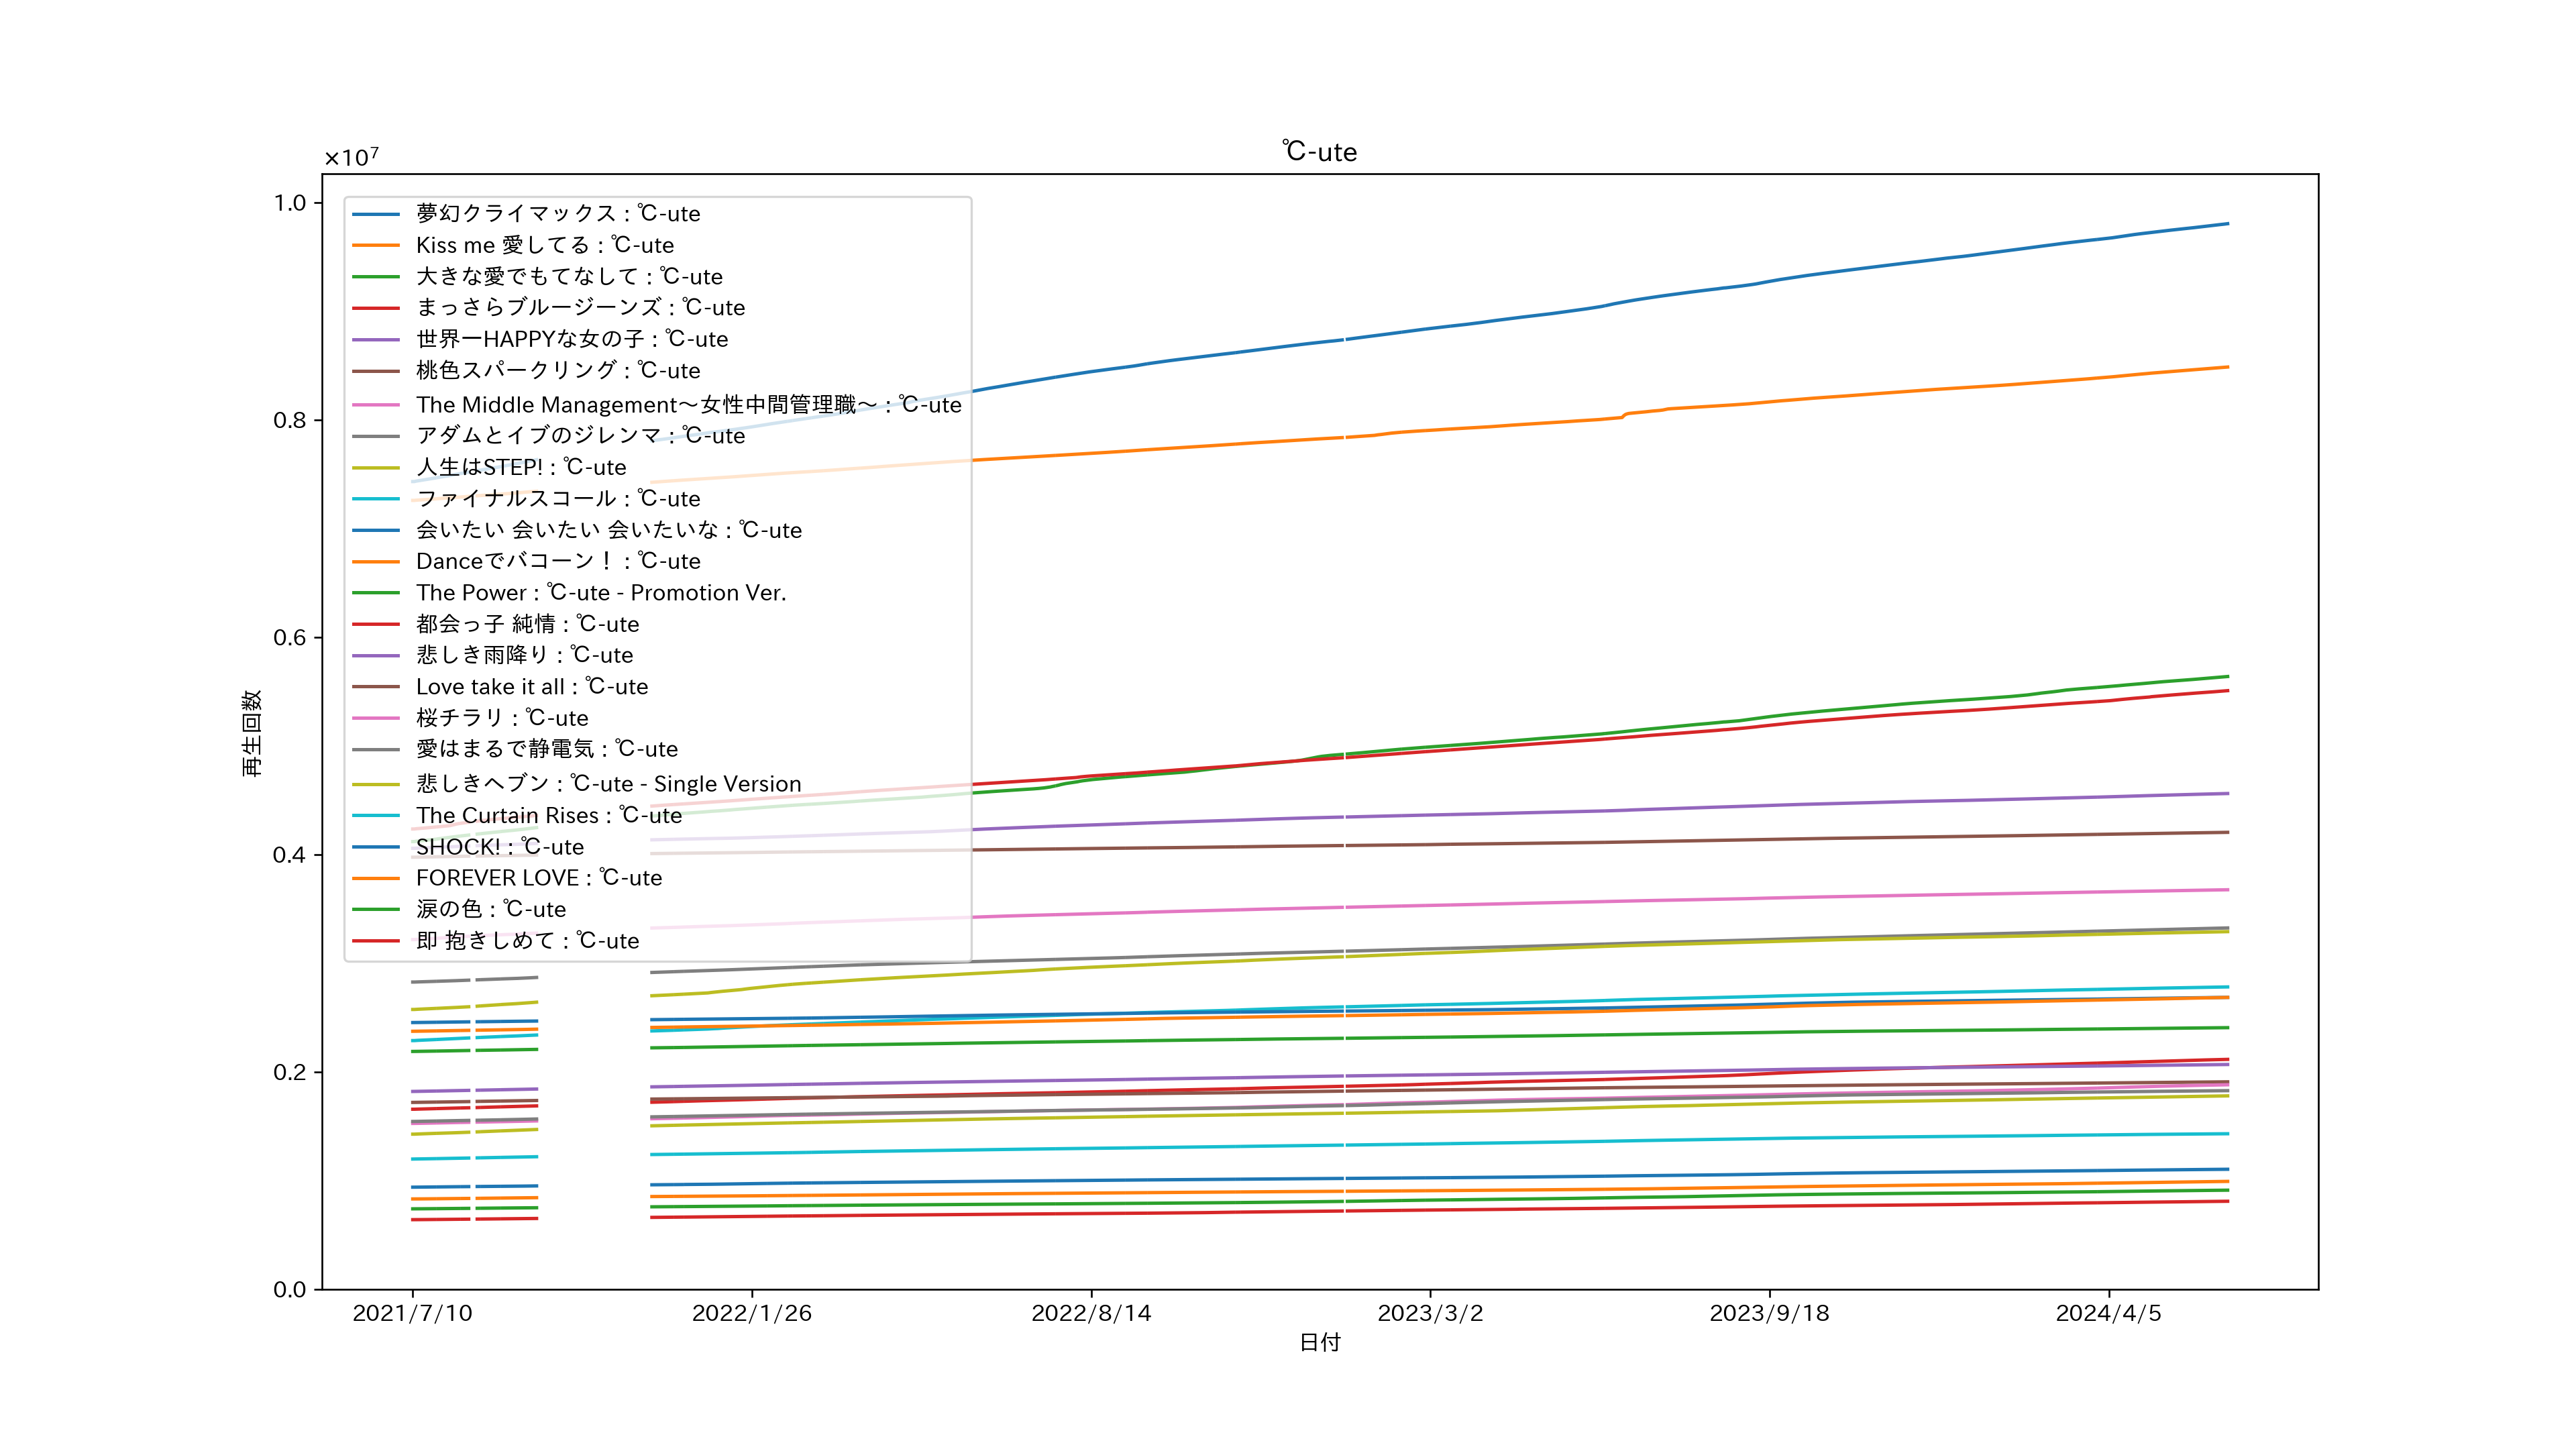 ℃-ute
×10⁷
1.0
0.8
0.6
0.4
0.2
0.0
再生回数
夢幻クライマックス : ℃-ute
Kiss me 愛してる : ℃-ute
大きな愛でもてなして : ℃-ute
まっさらブルージーンズ : ℃-ute
世界一HAPPYな女の子 : ℃-ute
桃色スパークリング : ℃-ute
The Middle Management～女性中間管理職～ : ℃-ute
アダムとイブのジレンマ : ℃-ute
人生はSTEP! : ℃-ute
ファイナルスコール : ℃-ute
会いたい 会いたい 会いたいな : ℃-ute
Danceでバコーン！ : ℃-ute
The Power : ℃-ute - Promotion Ver.
都会っ子 純情 : ℃-ute
悲しき雨降り : ℃-ute
Love take it all : ℃-ute
桜チラリ : ℃-ute
愛はまるで静電気 : ℃-ute
悲しきヘブン : ℃-ute - Single Version
The Curtain Rises : ℃-ute
SHOCK! : ℃-ute
FOREVER LOVE : ℃-ute
涙の色 : ℃-ute
即 抱きしめて : ℃-ute
2021/7/10 2022/1/26 2022/8/14 2023/3/2 2023/9/18 2024/4/5
日付